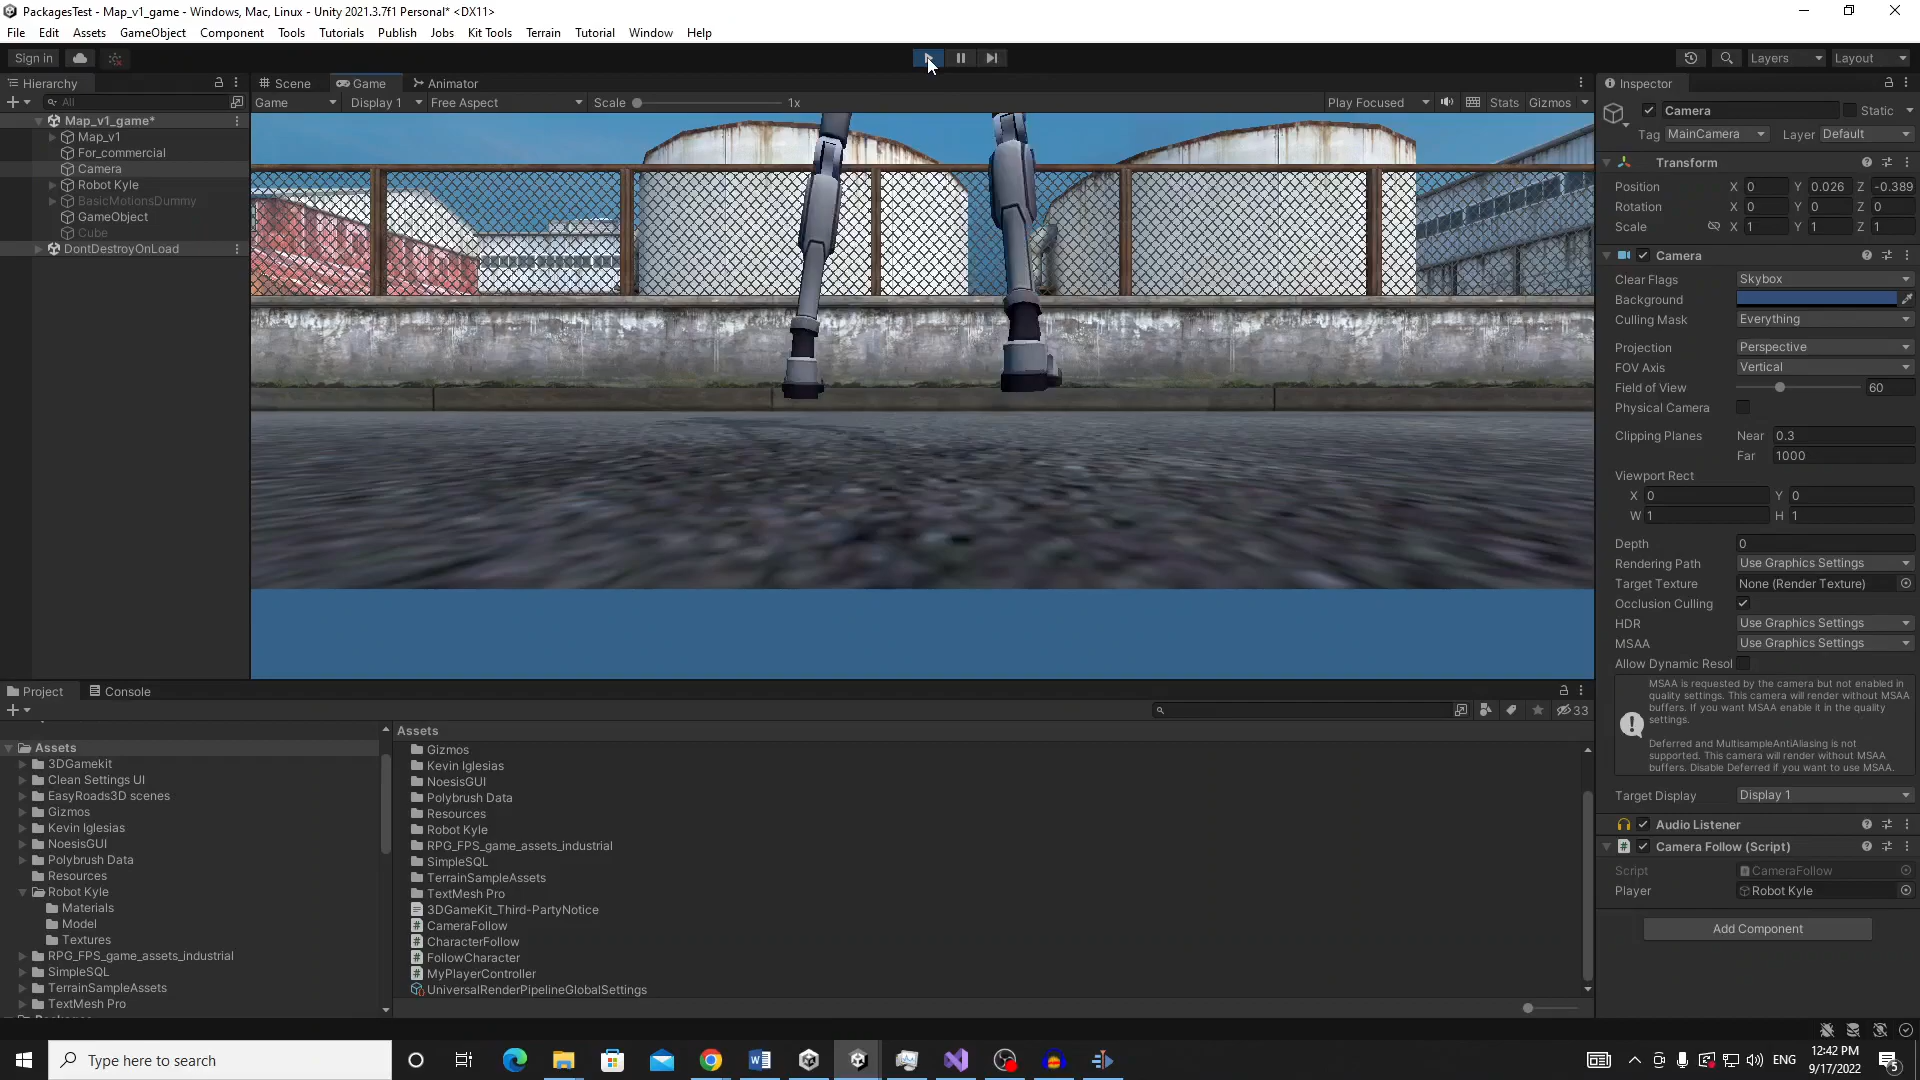 PackagesTest - Map_v1_game - Windows, Mac, Linux - Unity 2021.3.7f1 Personal* <DX11>
File Edit Assets GameObject Component Tools Tutorials Publish Jobs Kit Tools Terrain Tutorial Window Help
Sign in Layers Layout
Hierarchy
All
Map_v1_game*
Map_v1
For_commercial
Camera
Robot Kyle
BasicMotionsDummy
GameObject
Cube
DontDestroyOnLoad
Scene Game Animator
Game Display 1 Free Aspect Scale 1x Play Focused Stats Gizmos
Inspector
Camera Static
Tag MainCamera Layer Default
Transform
Position X 0 Y 0.026 Z -0.389
Rotation X 0 Y 0 Z 0
Scale X 1 Y 1 Z 1
Camera
Clear Flags Skybox
Background
Culling Mask Everything
Projection Perspective
FOV Axis Vertical
Field of View 60
Physical Camera
Clipping Planes Near 0.3
Far 1000
Viewport Rect
X 0 Y 0
W 1 H 1
Depth 0
Rendering Path Use Graphics Settings
Target Texture None (Render Texture)
Occlusion Culling
HDR Use Graphics Settings
MSAA Use Graphics Settings
Allow Dynamic Resol
MSAA is requested by the camera but not enabled in
quality settings. This camera will render without MSAA
buffers. If you want MSAA enable it in the quality
settings.
Deferred and MultisampleAntiAliasing is not
supported. This camera will render without MSAA
buffers. Disable Deferred if you want to use MSAA.
Target Display Display 1
Audio Listener
Camera Follow (Script)
Script CameraFollow
Player Robot Kyle
Add Component
Project Console
33
Assets
3DGamekit
Clean Settings UI
EasyRoads3D scenes
Gizmos
Kevin Iglesias
NoesisGUI
Polybrush Data
Resources
Robot Kyle
Materials
Model
Textures
RPG_FPS_game_assets_industrial
SimpleSQL
TerrainSampleAssets
TextMesh Pro
Assets
Gizmos
Kevin Iglesias
NoesisGUI
Polybrush Data
Resources
Robot Kyle
RPG_FPS_game_assets_industrial
SimpleSQL
TerrainSampleAssets
TextMesh Pro
3DGameKit_Third-PartyNotice
CameraFollow
CharacterFollow
FollowCharacter
MyPlayerController
UniversalRenderPipelineGlobalSettings
Type here to search
ENG
12:42 PM
9/17/2022
5